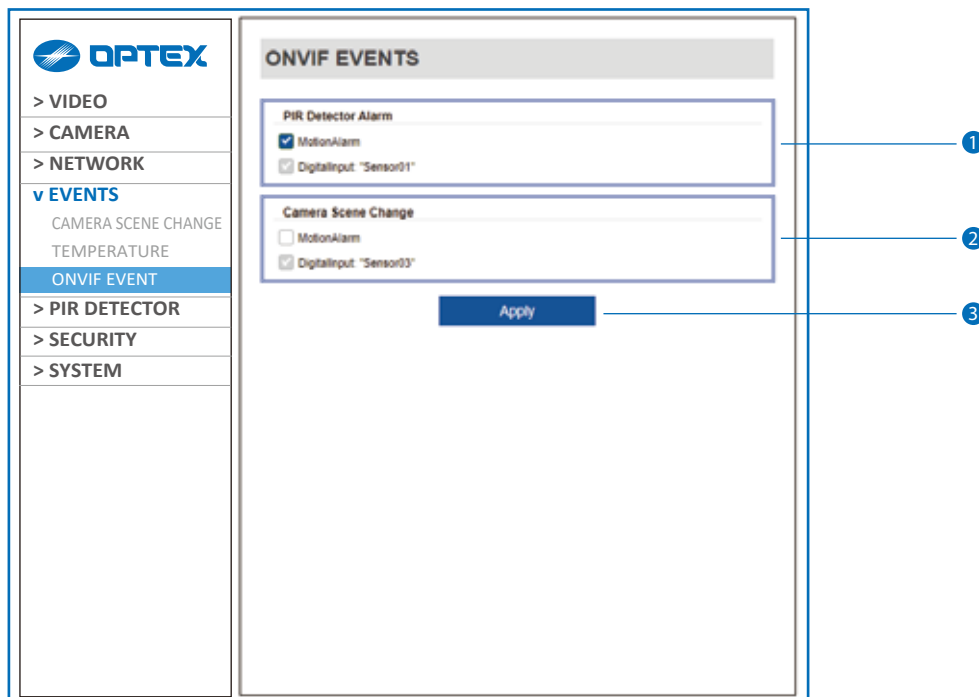 OPTEX
> VIDEO
> CAMERA
> NETWORK
v EVENTS
CAMERA SCENE CHANGE
TEMPERATURE
ONVIF EVENT
> PIR DETECTOR
> SECURITY
> SYSTEM
ONVIF EVENTS
PIR Detector Alarm
MotionAlarm
DigitalInput: "Sensor01"
1
Camera Scene Change
MotionAlarm
DigitalInput: "Sensor03"
2
Apply
3